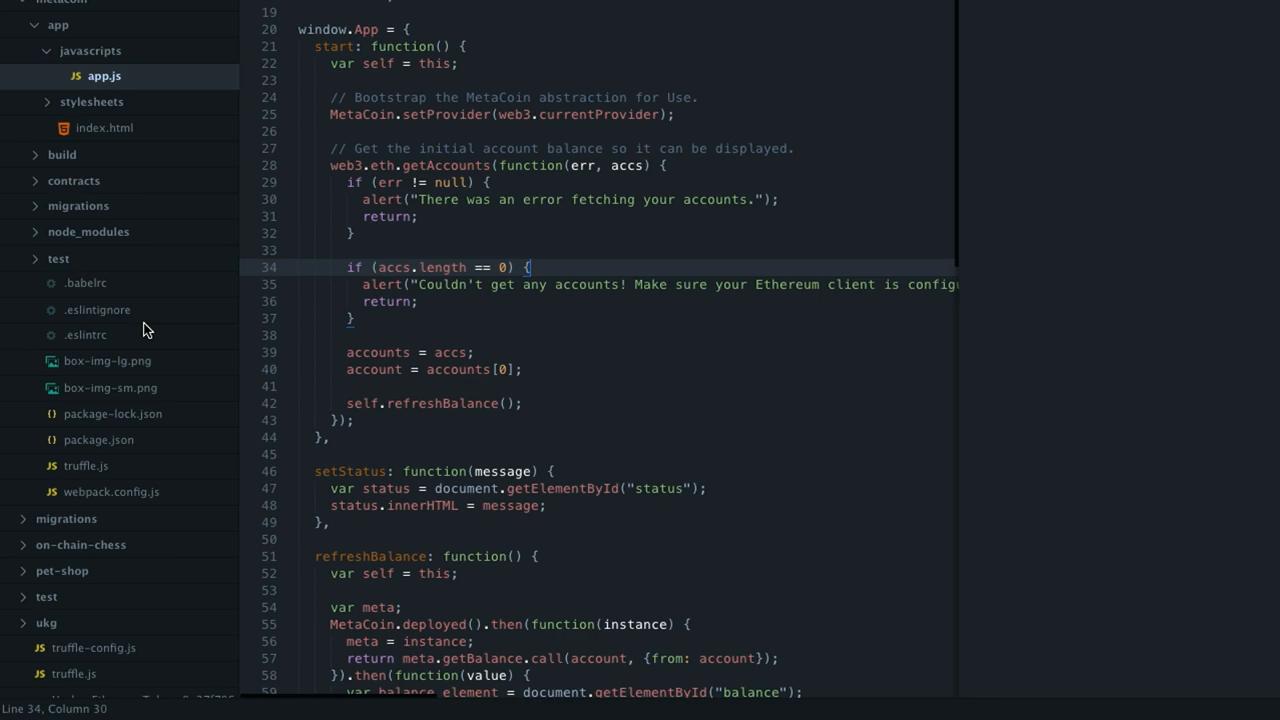 metacoin
app
javascripts
JS app.js
stylesheets
index.html
build
contracts
migrations
node_modules
test
.babelrc
.eslintignore
.eslintrc
box-img-lg.png
box-img-sm.png
() package-lock.json
() package.json
JS truffle.js
JS webpack.config.js
migrations
on-chain-chess
pet-shop
test
ukg
JS truffle-config.js
JS truffle.js
19
20 window.App = {
21 start: function() {
22 var self = this;
23
24 // Bootstrap the MetaCoin abstraction for Use.
25 MetaCoin.setProvider(web3.currentProvider);
26
27 // Get the initial account balance so it can be displayed.
28 web3.eth.getAccounts(function(err, accs) {
29 if (err != null) {
30 alert("There was an error fetching your accounts.");
31 return;
32 }
33
34 if (accs.length == 0) {
35 alert("Couldn't get any accounts! Make sure your Ethereum client is configu
36 return;
37 }
38
39 accounts = accs;
40 account = accounts[0];
41
42 self.refreshBalance();
43 });
44 },
45
46 setStatus: function(message) {
47 var status = document.getElementById("status");
48 status.innerHTML = message;
49 },
50
51 refreshBalance: function() {
52 var self = this;
53
54 var meta;
55 MetaCoin.deployed().then(function(instance) {
56 meta = instance;
57 return meta.getBalance.call(account, {from: account});
58 }).then(function(value) {
59 var balance_element = document.getElementById("balance");
Line 34, Column 30